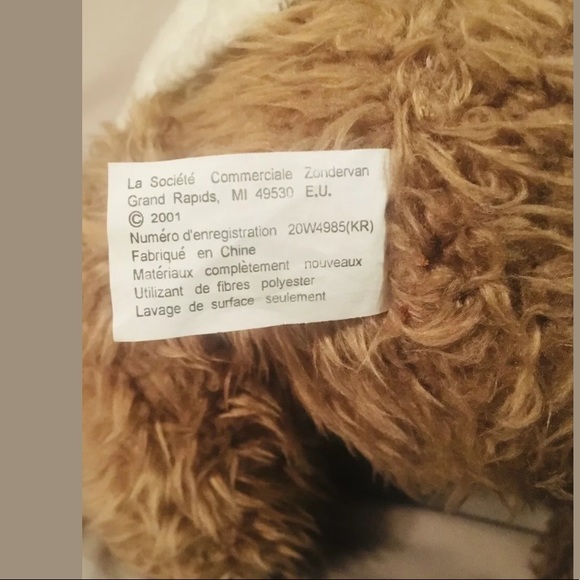 La Société Commerciale Zondervan
Grand Rapids, MI 49530 E.U.
© 2001
Numéro d'enregistration 20W4985(KR)
Fabriqué en Chine
Matériaux complètement nouveaux
Utilizant de fibres polyester
Lavage de surface seulement